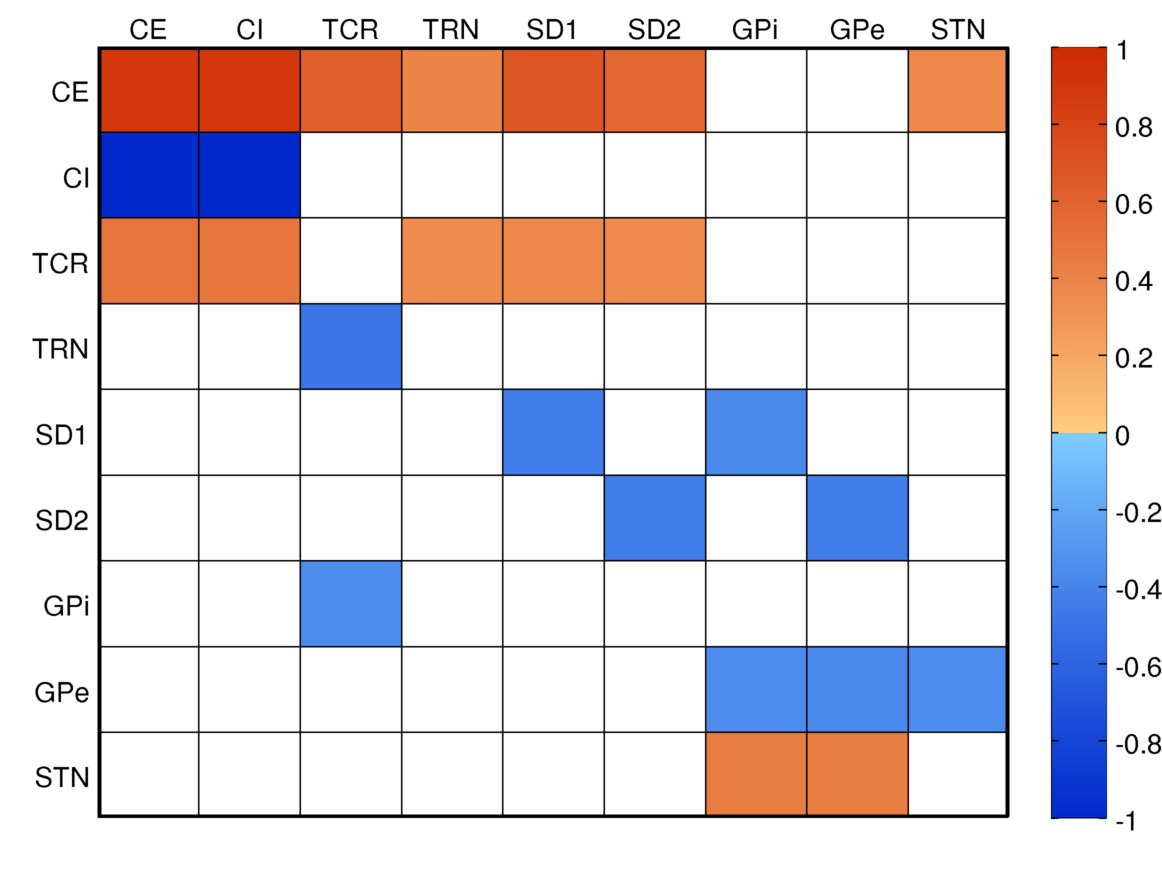 CE CI TCR TRN SD1 SD2 GPi GPe STN
CE
CI
TCR
TRN
SD1
SD2
GPi
GPe
STN
1
0.8
0.6
0.4
0.2
0
-0.2
-0.4
-0.6
-0.8
-1